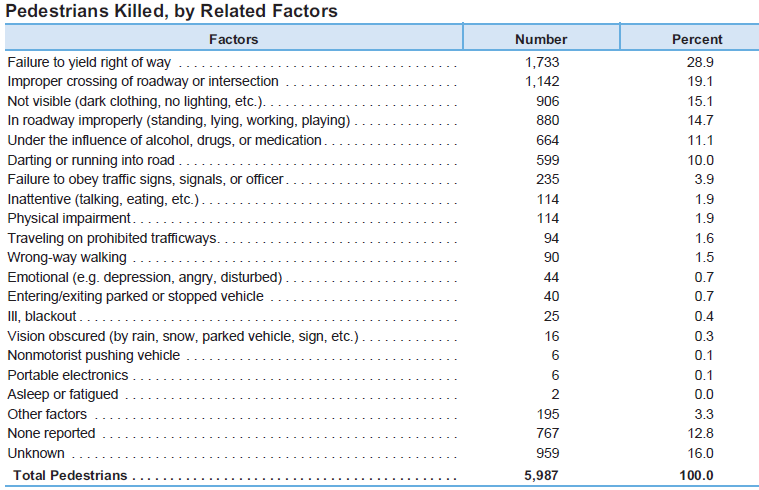 Pedestrians Killed, by Related Factors
Factors Number Percent
Failure to yield right of way 1,733 28.9
Improper crossing of roadway or intersection 1,142 19.1
Not visible (dark clothing, no lighting, etc.) 906 15.1
In roadway improperly (standing, lying, working, playing) 880 14.7
Under the influence of alcohol, drugs, or medication 664 11.1
Darting or running into road 599 10.0
Failure to obey traffic signs, signals, or officer 235 3.9
Inattentive (talking, eating, etc.) 114 1.9
Physical impairment 114 1.9
Traveling on prohibited trafficways 94 1.6
Wrong-way walking 90 1.5
Emotional (e.g. depression, angry, disturbed) 44 0.7
Entering/exiting parked or stopped vehicle 40 0.7
Ill, blackout 25 0.4
Vision obscured (by rain, snow, parked vehicle, sign, etc.) 16 0.3
Nonmotorist pushing vehicle 6 0.1
Portable electronics 6 0.1
Asleep or fatigued 2 0.0
Other factors 195 3.3
None reported 767 12.8
Unknown 959 16.0
Total Pedestrians 5,987 100.0